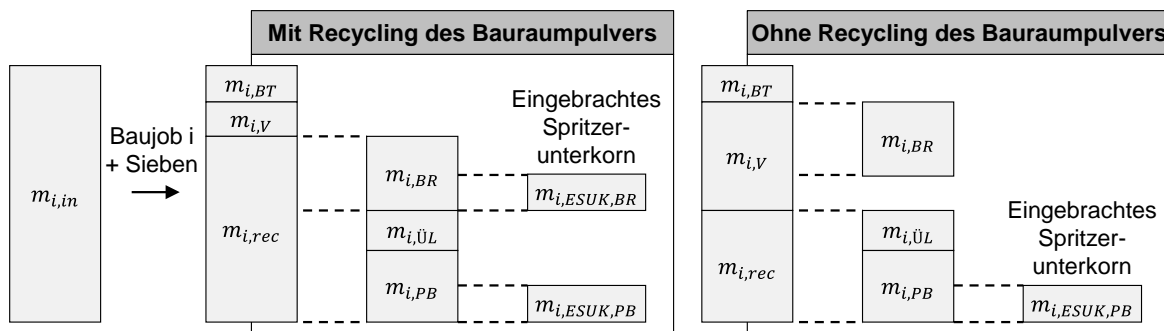 Mit Recycling des Bauraumpulvers
Ohne Recycling des Bauraumpulvers
m_{i,in}
Baujob i
+ Sieben
m_{i,BT}
m_{i,V}
m_{i,rec}
m_{i,BR}
m_{i,ÜL}
m_{i,PB}
Eingebrachtes
Spritzer-
unterkorn
m_{i,ESUK,BR}
m_{i,ESUK,PB}
m_{i,BT}
m_{i,V}
m_{i,rec}
m_{i,BR}
m_{i,ÜL}
m_{i,PB}
Eingebrachtes
Spritzer-
unterkorn
m_{i,ESUK,PB}